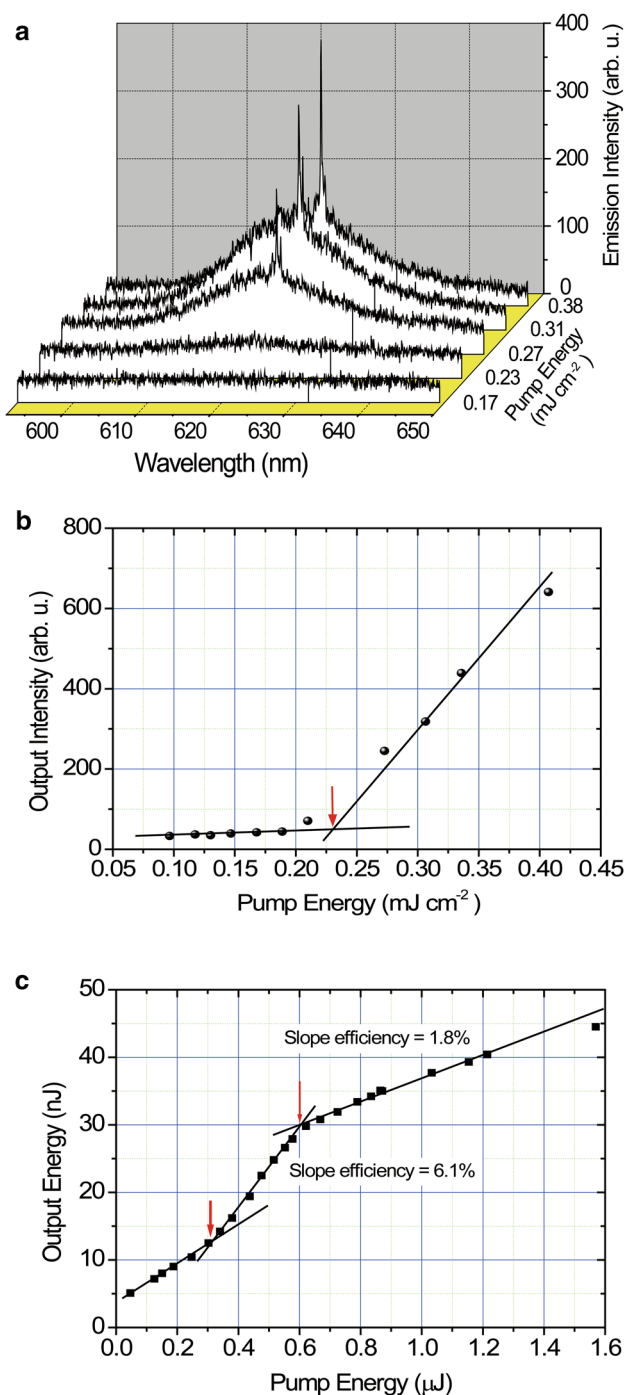 a
400
300
200
100
0
Emission Intensity (arb. u.)
0.38
0.31
0.27
0.23
0.17
Pump Energy
(mJ cm-2)
600 610 620 630 640 650
Wavelength (nm)
b
800
600
400
200
0
Output Intensity (arb. u.)
0.05 0.10 0.15 0.20 0.25 0.30 0.35 0.40 0.45
Pump Energy (mJ cm-2 )
c
50
40
30
20
10
0
Output Energy (nJ)
Slope efficiency = 1.8%
Slope efficiency = 6.1%
0.0 0.2 0.4 0.6 0.8 1.0 1.2 1.4 1.6
Pump Energy (μJ)